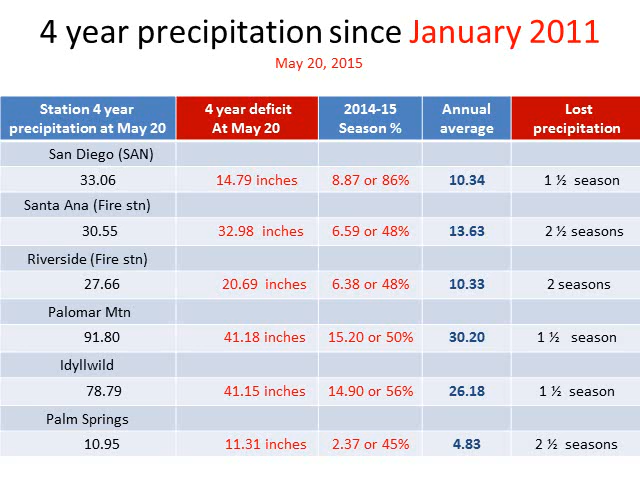 4 year precipitation since January 2011
May 20, 2015
Station 4 year precipitation at May 20 | 4 year deficit At May 20 | 2014-15 Season % | Annual average | Lost precipitation
San Diego (SAN)
33.06 | 14.79 inches | 8.87 or 86% | 10.34 | 1 ½ season
Santa Ana (Fire stn)
30.55 | 32.98 inches | 6.59 or 48% | 13.63 | 2 ½ seasons
Riverside (Fire stn)
27.66 | 20.69 inches | 6.38 or 48% | 10.33 | 2 seasons
Palomar Mtn
91.80 | 41.18 inches | 15.20 or 50% | 30.20 | 1 ½ season
Idyllwild
78.79 | 41.15 inches | 14.90 or 56% | 26.18 | 1 ½ season
Palm Springs
10.95 | 11.31 inches | 2.37 or 45% | 4.83 | 2 ½ seasons